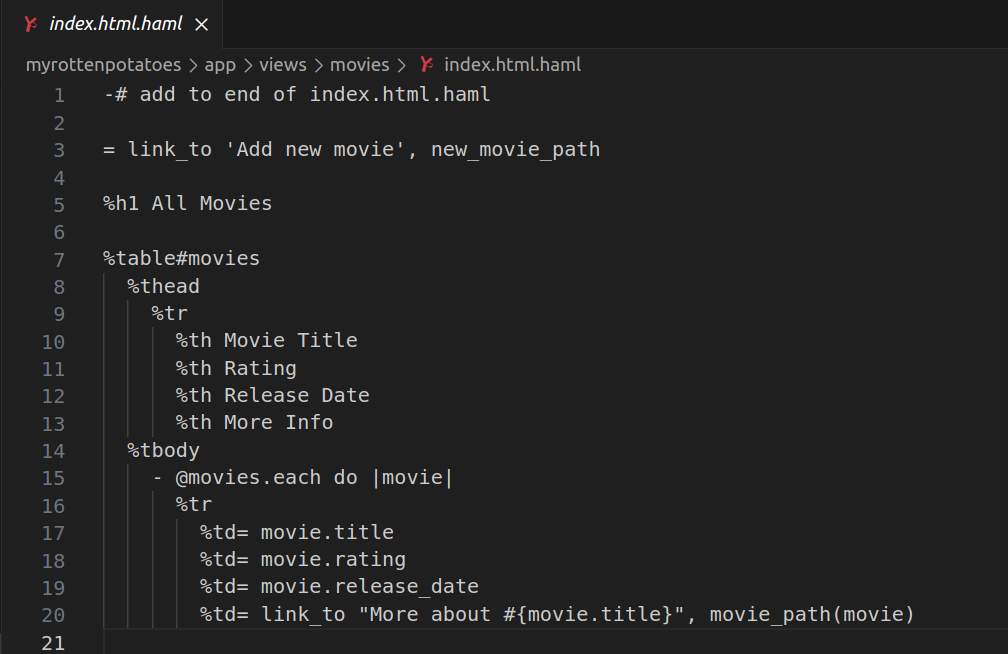 index.html.haml ×
myrottenpotatoes > app > views > movies > index.html.haml
1 -# add to end of index.html.haml
2
3 = link_to 'Add new movie', new_movie_path
4
5 %h1 All Movies
6
7 %table#movies
8   %thead
9     %tr
10       %th Movie Title
11       %th Rating
12       %th Release Date
13       %th More Info
14   %tbody
15     - @movies.each do |movie|
16       %tr
17         %td= movie.title
18         %td= movie.rating
19         %td= movie.release_date
20         %td= link_to "More about #{movie.title}", movie_path(movie)
21